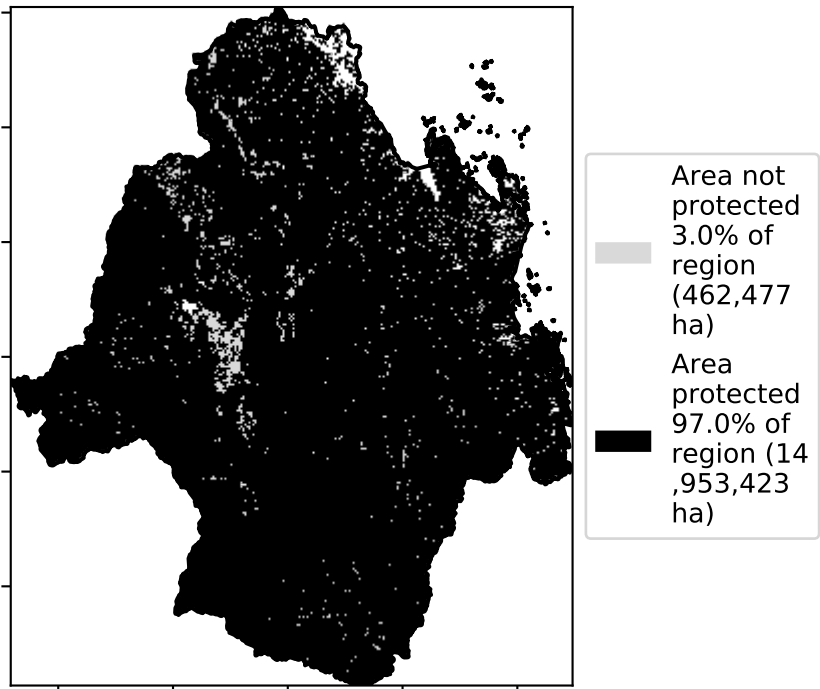 Area not
protected
3.0% of
region
(462,477
ha)
Area
protected
97.0% of
region (14
,953,423
ha)